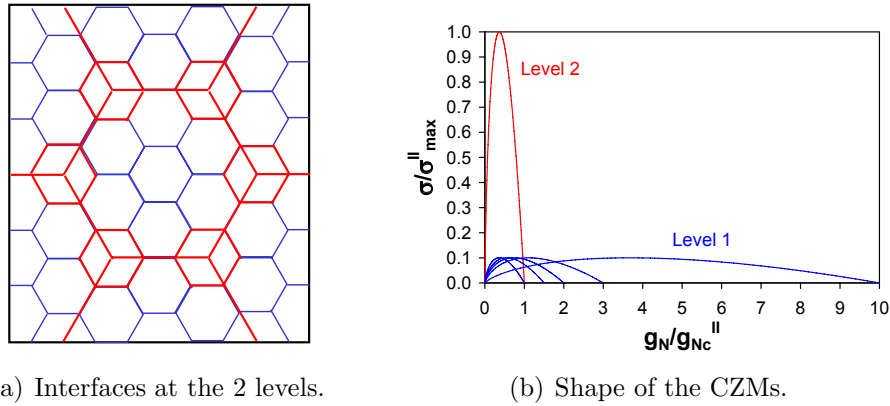 1.0
0.9
0.8
0.7
0.6
0.5
0.4
0.3
0.2
0.1
0.0
σ/σ^II_max
Level 2
Level 1
0 1 2 3 4 5 6 7 8 9 10
g_N/g_Nc^II
a) Interfaces at the 2 levels.
(b) Shape of the CZMs.